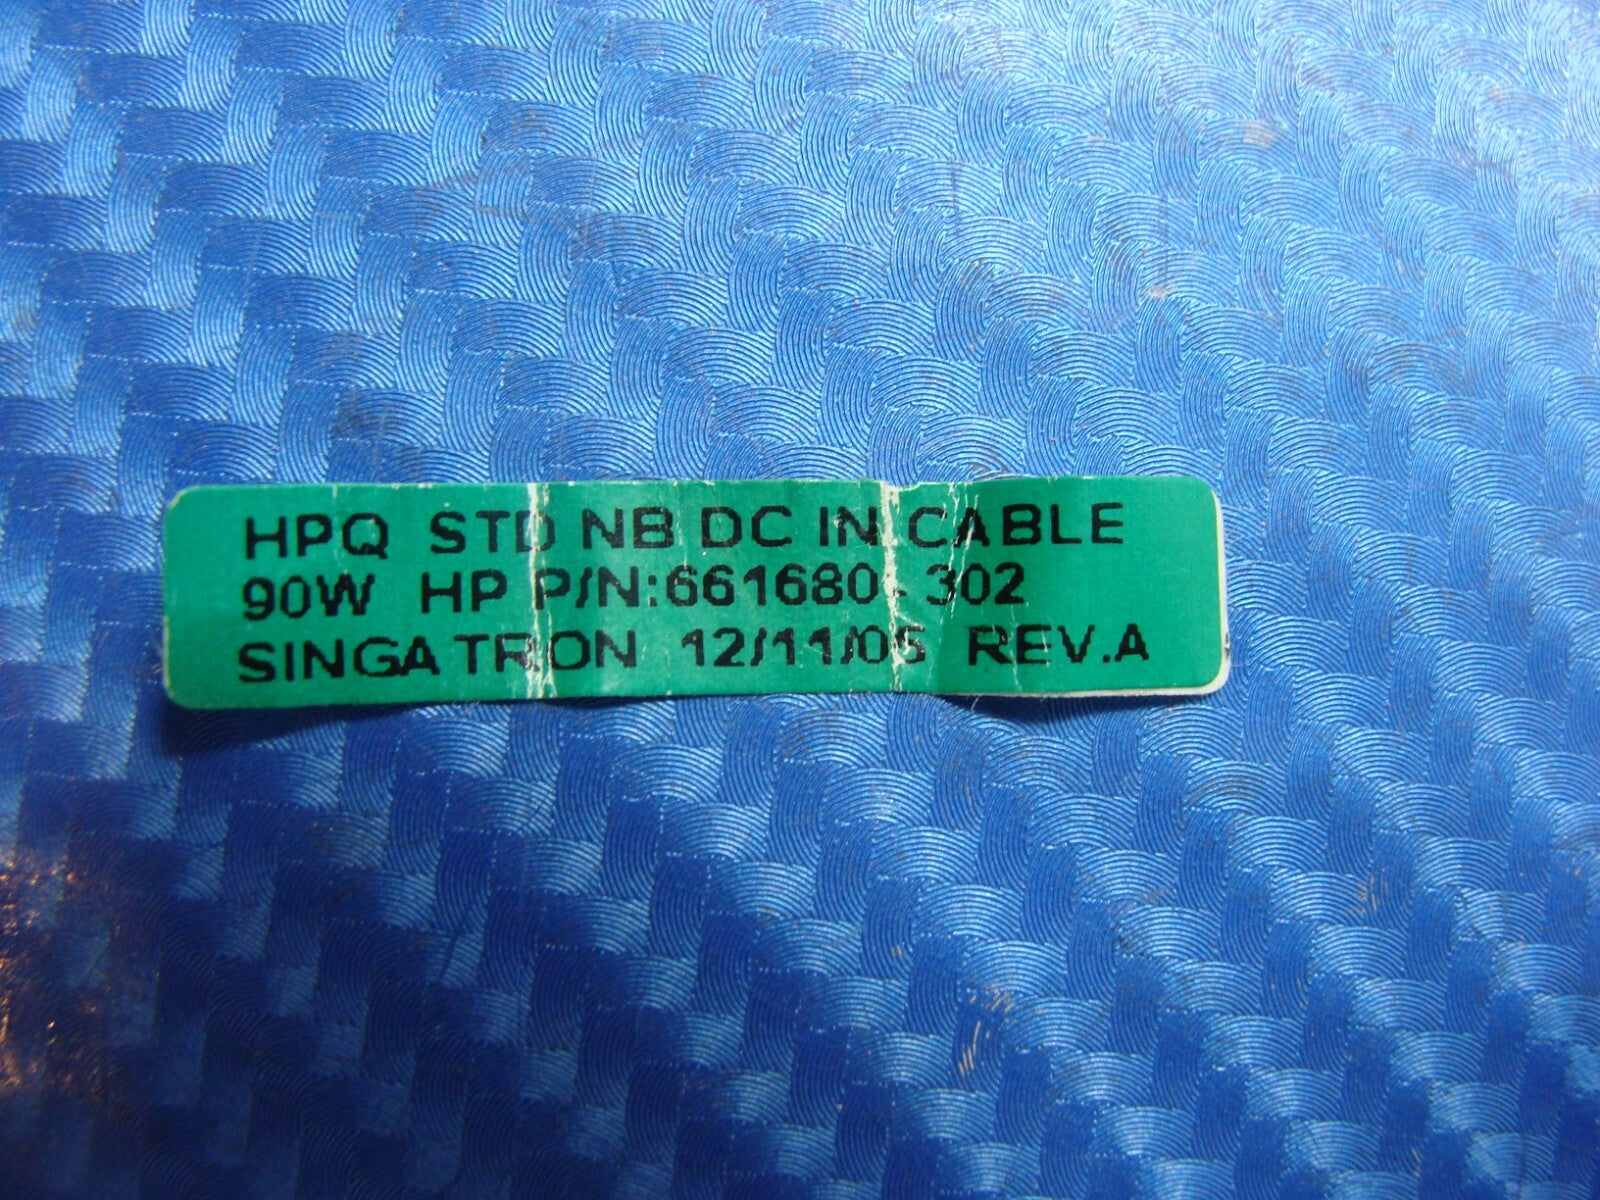 HPQ STD NB DC IN CABLE
90W HP P/N:661680-302
SINGATRON 12/11/05 REV.A